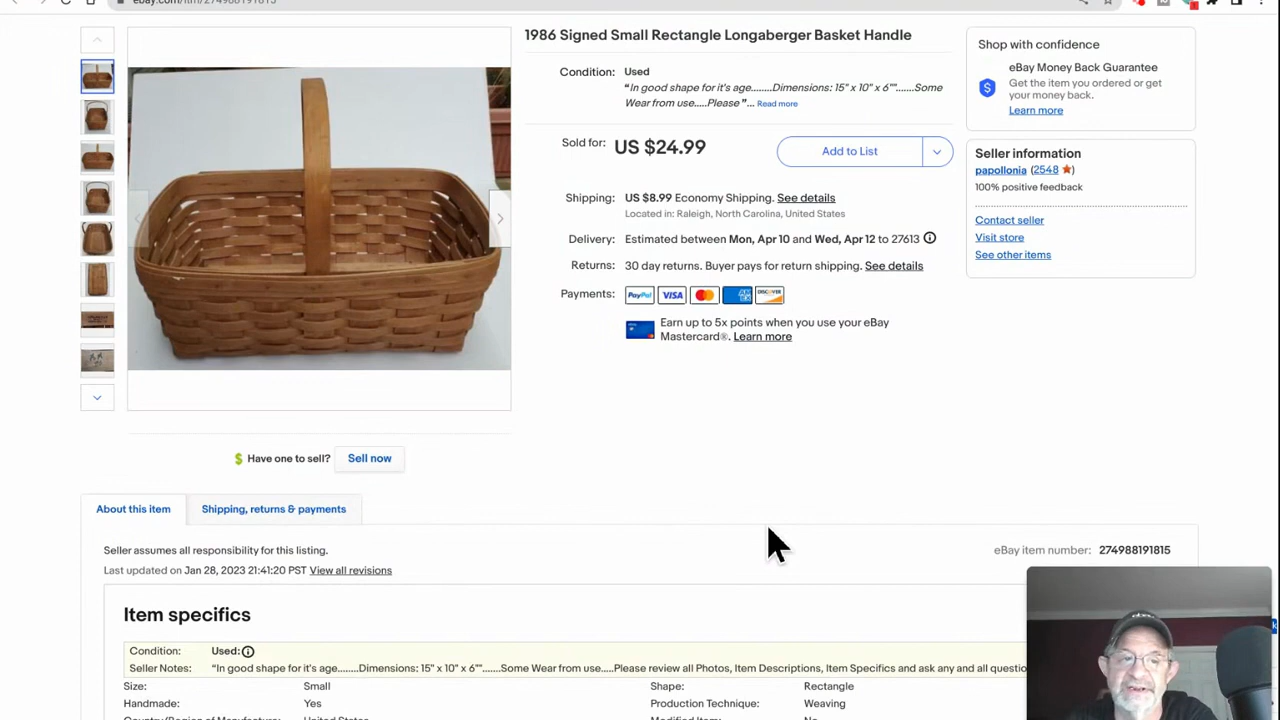 1986 Signed Small Rectangle Longaberger Basket Handle
Condition:
Used
“In good shape for it's age........Dimensions: 15" x 10" x 6"".......Some
Wear from use.....Please ”... Read more
Sold for:
US $24.99
Add to List
Shipping:
US $8.99 Economy Shipping. See details
Located in: Raleigh, North Carolina, United States
Delivery:
Estimated between Mon, Apr 10 and Wed, Apr 12 to 27613
Returns:
30 day returns. Buyer pays for return shipping. See details
Payments:
PayPal VISA DISCOVER
Earn up to 5x points when you use your eBay
Mastercard®. Learn more
Shop with confidence
eBay Money Back Guarantee
Get the item you ordered or get
your money back.
Learn more
Seller information
papollonia (2548 ★)
100% positive feedback
Contact seller
Visit store
See other items
$ Have one to sell? Sell now
About this item
Shipping, returns & payments
Seller assumes all responsibility for this listing.
eBay item number: 274988191815
Last updated on Jan 28, 2023 21:41:20 PST View all revisions
Item specifics
Condition:
Used:
Seller Notes:
“In good shape for it's age........Dimensions: 15" x 10" x 6"".......Some Wear from use.....Please review all Photos, Item Descriptions, Item Specifics and ask any and all questio
Size:
Small
Shape:
Rectangle
Handmade:
Yes
Production Technique:
Weaving